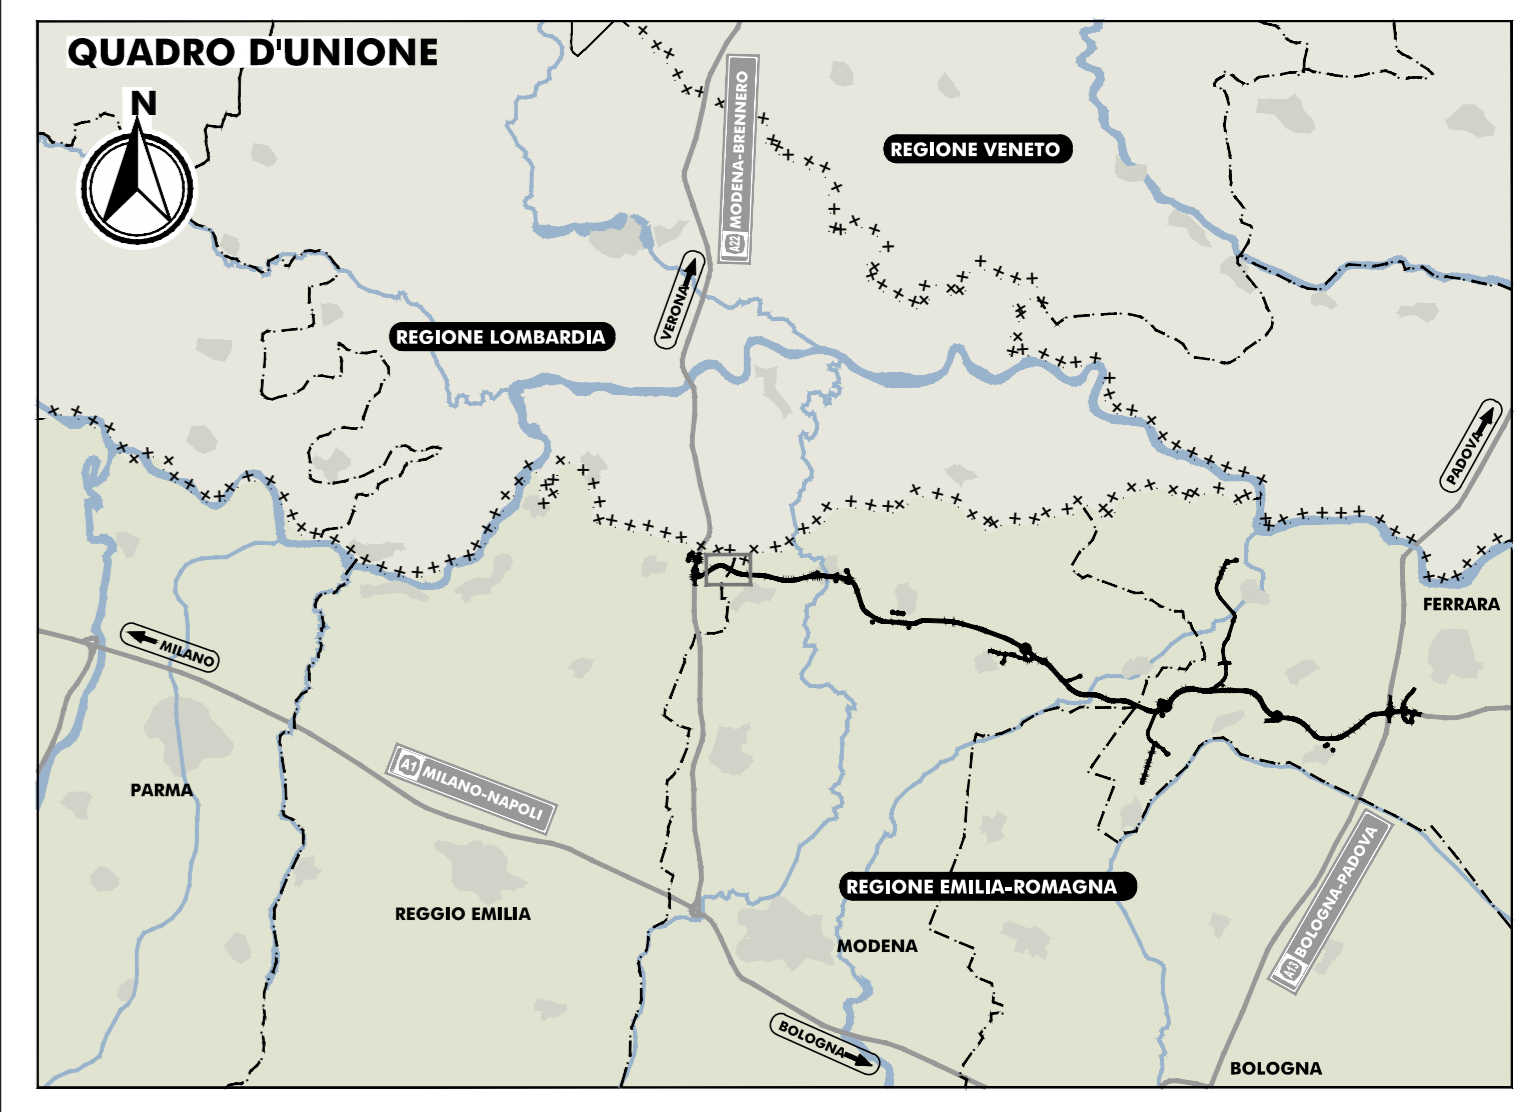 QUADRO D'UNIONE
N
A22 MODENA-BRENNERO
REGIONE VENETO
VERONA
REGIONE LOMBARDIA
PADOVA
FERRARA
MILANO
PARMA
A1 MILANO-NAPOLI
REGGIO EMILIA
REGIONE EMILIA-ROMAGNA
MODENA
A13 BOLOGNA-PADOVA
BOLOGNA
BOLOGNA